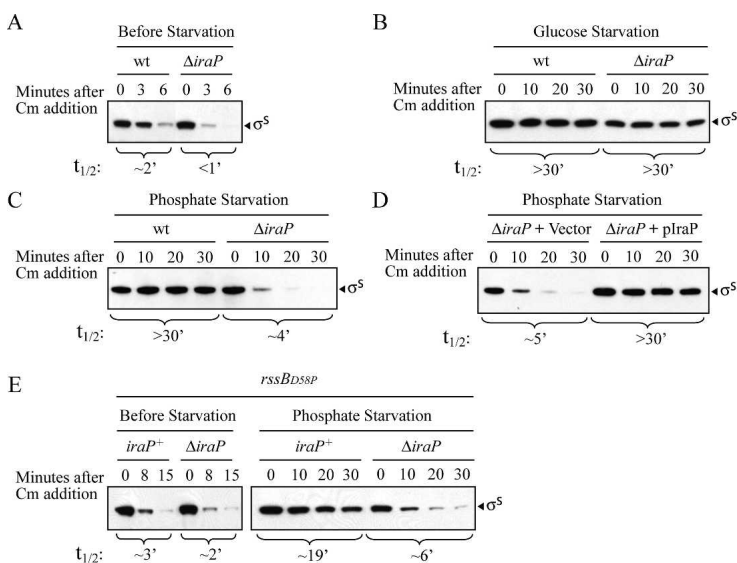 A
Before Starvation
wt ΔiraP
Minutes after Cm addition
0 3 6 0 3 6
◄σS
t1/2: ~2' <1'
B
Glucose Starvation
wt ΔiraP
Minutes after Cm addition
0 10 20 30 0 10 20 30
◄σS
t1/2: >30' >30'
C
Phosphate Starvation
wt ΔiraP
Minutes after Cm addition
0 10 20 30 0 10 20 30
◄σS
t1/2: >30' ~4'
D
Phosphate Starvation
ΔiraP + Vector ΔiraP + pIraP
Minutes after Cm addition
0 10 20 30 0 10 20 30
◄σS
t1/2: ~5' >30'
E
rssBD58P
Before Starvation Phosphate Starvation
iraP+ ΔiraP iraP+ ΔiraP
Minutes after Cm addition
0 8 15 0 8 15 0 10 20 30 0 10 20 30
◄σS
t1/2: ~3' ~2' ~19' ~6'